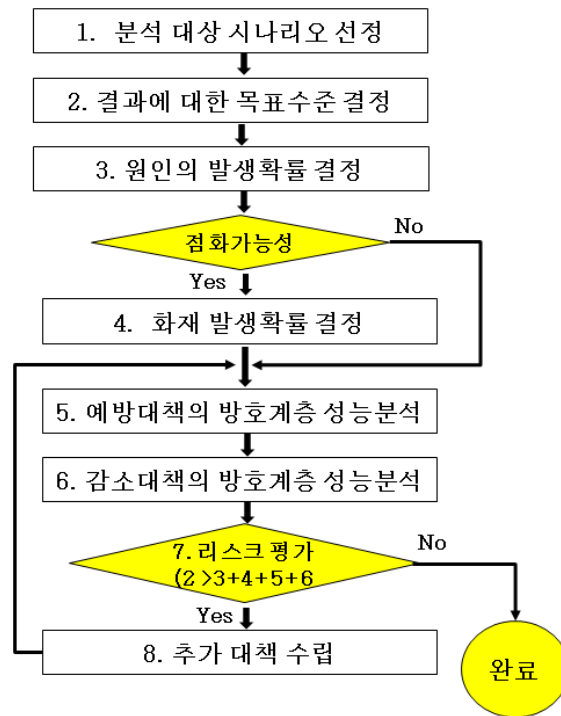 1. 분석 대상 시나리오 선정
2. 결과에 대한 목표수준 결정
3. 원인의 발생확률 결정
점화가능성
No
Yes
4. 화재 발생확률 결정
5. 예방대책의 방호계층 성능분석
6. 감소대책의 방호계층 성능분석
7. 리스크 평가
(2 >3+4+5+6
No
Yes
8. 추가 대책 수립
완료